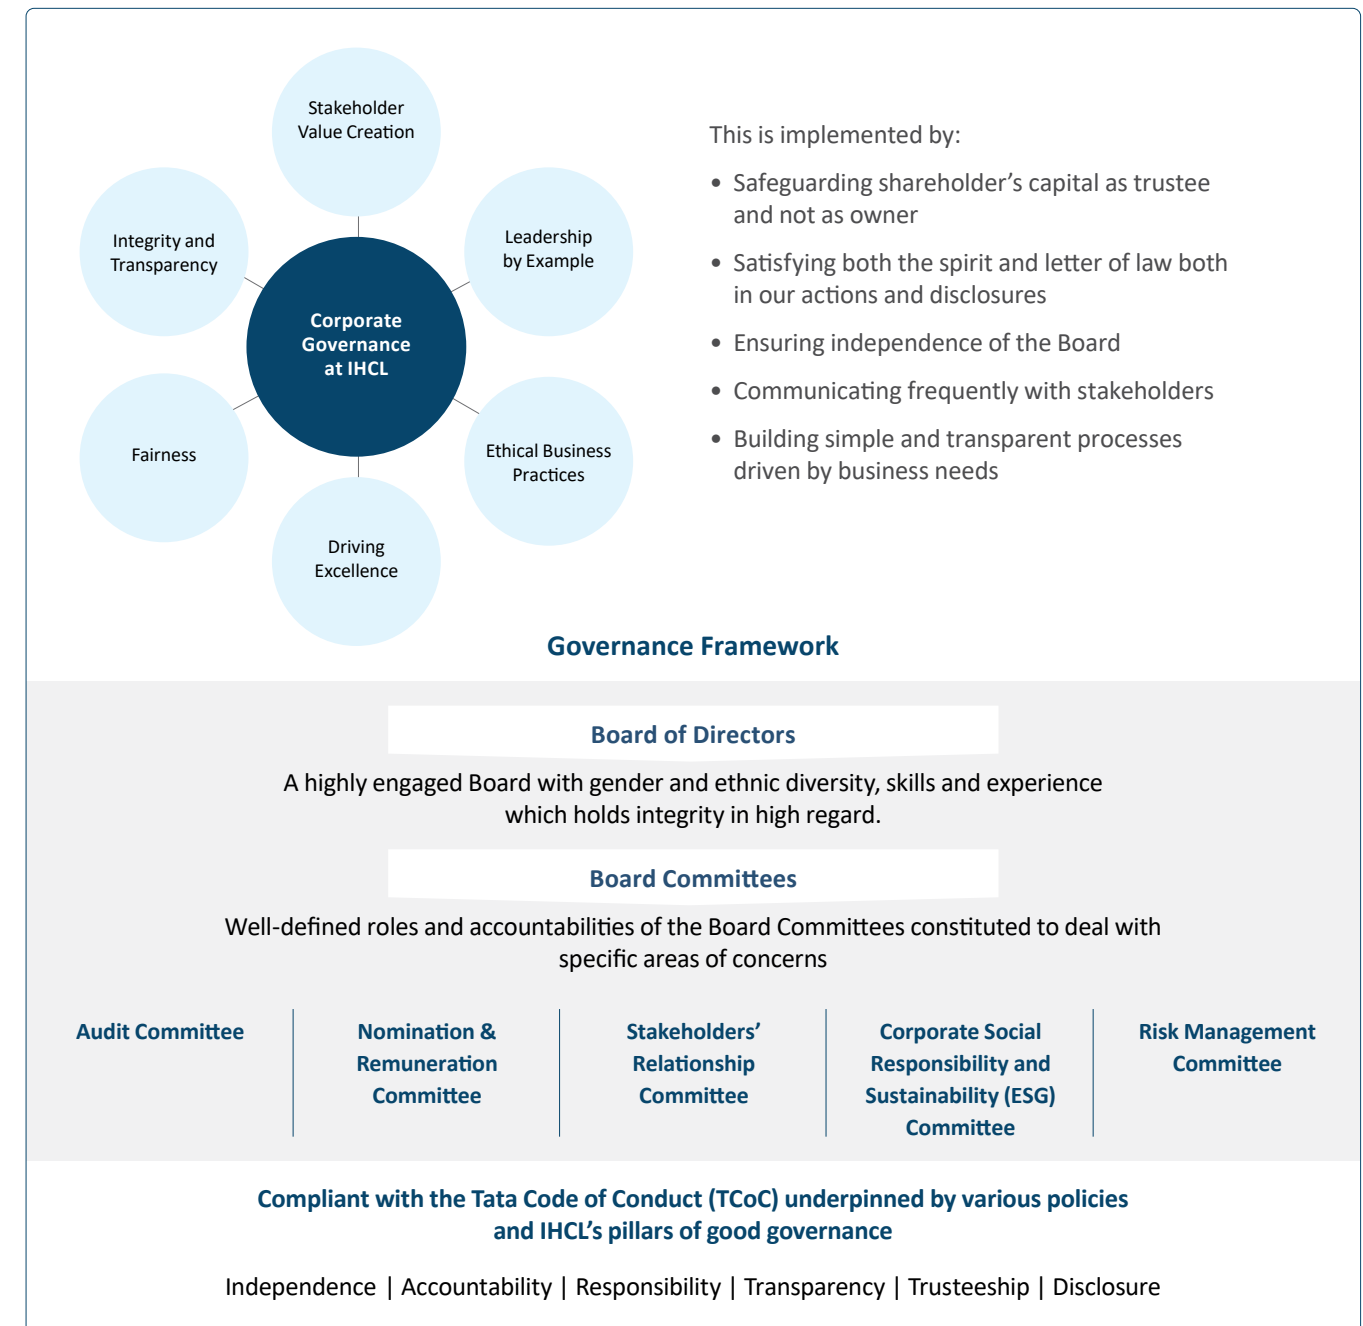 Stakeholder
Value Creation
Integrity and
Transparency
Leadership
by Example
Corporate
Governance
at IHCL
Fairness
Ethical Business
Practices
Driving
Excellence
This is implemented by:
• Safeguarding shareholder’s capital as trustee
and not as owner
• Satisfying both the spirit and letter of law both
in our actions and disclosures
• Ensuring independence of the Board
• Communicating frequently with stakeholders
• Building simple and transparent processes
driven by business needs
Governance Framework
Board of Directors
A highly engaged Board with gender and ethnic diversity, skills and experience
which holds integrity in high regard.
Board Committees
Well-defined roles and accountabilities of the Board Committees constituted to deal with
specific areas of concerns
Audit Committee
Nomination &
Remuneration
Committee
Stakeholders’
Relationship
Committee
Corporate Social
Responsibility and
Sustainability (ESG)
Committee
Risk Management
Committee
Compliant with the Tata Code of Conduct (TCoC) underpinned by various policies
and IHCL’s pillars of good governance
Independence | Accountability | Responsibility | Transparency | Trusteeship | Disclosure